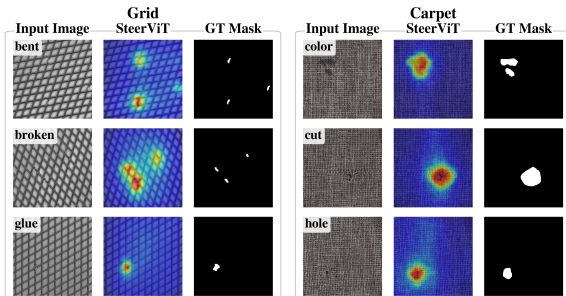 Grid
Input Image SteerViT GT Mask
bent
broken
glue
Carpet
Input Image SteerViT GT Mask
color
cut
hole